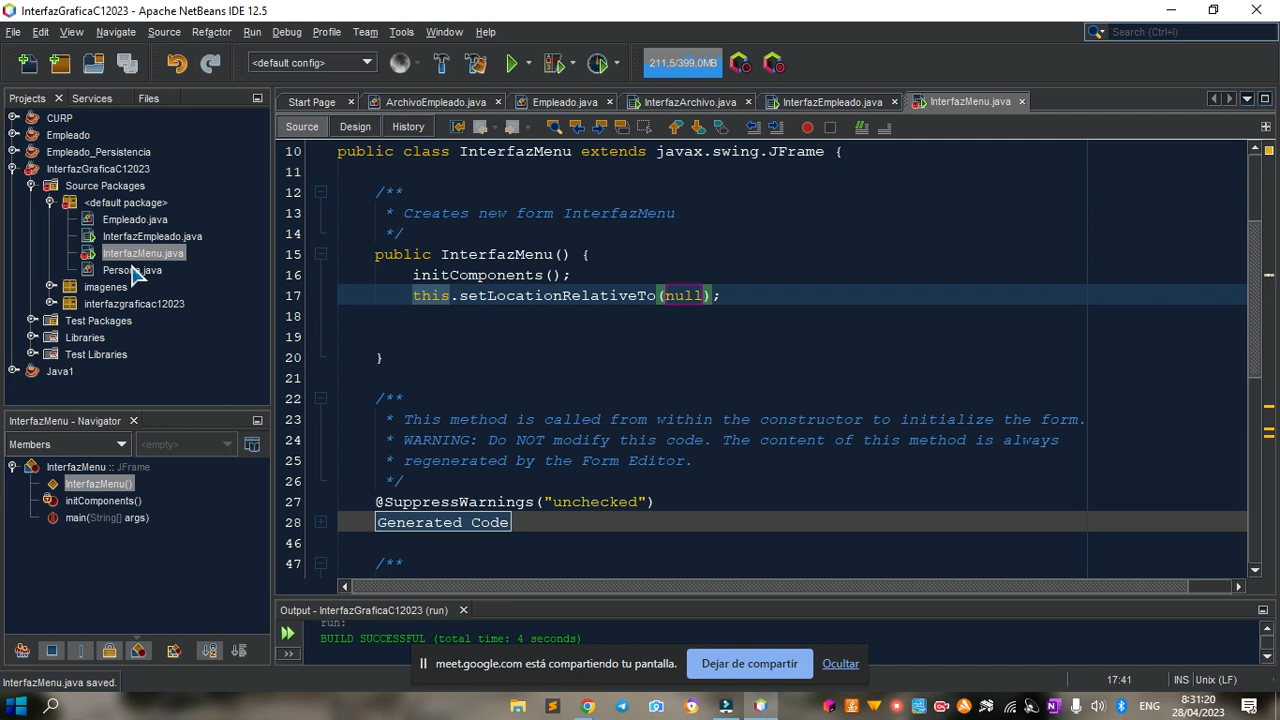 InterfazGraficaC12023 - Apache NetBeans IDE 12.5
File Edit View Navigate Source Refactor Run Debug Profile Team Tools Window Help
Search (Ctrl+I)
<default config>
211,5/399,0MB
Projects Services Files
Start Page ArchivoEmpleado.java Empleado.java InterfazArchivo.java InterfazEmpleado.java InterfazMenu.java
Source Design History
CURP
Empleado
Empleado_Persistencia
InterfazGraficaC12023
Source Packages
<default package>
Empleado.java
InterfazEmpleado.java
InterfazMenu.java
Persona.java
imagenes
interfazgraficac12023
Test Packages
Libraries
Test Libraries
Java1
10 public class InterfazMenu extends javax.swing.JFrame {
11
12 /**
13 * Creates new form InterfazMenu
14 */
15 public InterfazMenu() {
16 initComponents();
17 this.setLocationRelativeTo(null);
18
19
20 }
21
22 /**
23 * This method is called from within the constructor to initialize the form.
24 * WARNING: Do NOT modify this code. The content of this method is always
25 * regenerated by the Form Editor.
26 */
27 @SuppressWarnings("unchecked")
28 Generated Code
46
47 /**
InterfazMenu - Navigator
Members <empty>
InterfazMenu :: JFrame
InterfazMenu()
initComponents()
main(String[] args)
Output - InterfazGraficaC12023 (run)
run:
BUILD SUCCESSFUL (total time: 4 seconds)
meet.google.com está compartiendo tu pantalla. Dejar de compartir Ocultar
InterfazMenu.java saved.
17:41 INS Unix (LF)
ENG
8:31:20
28/04/2023